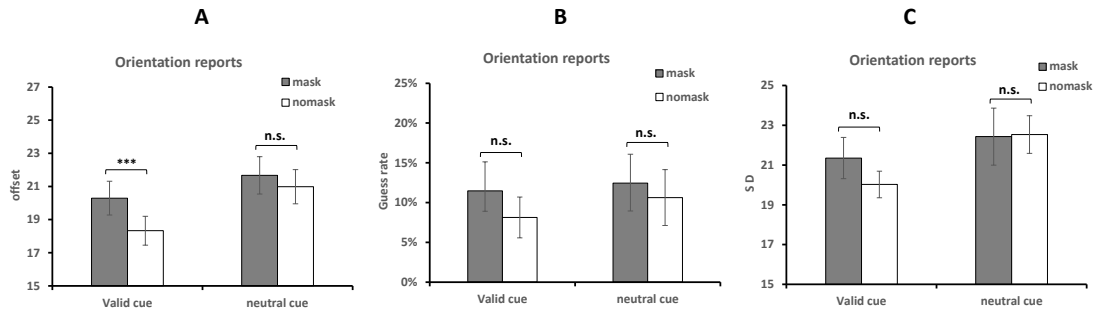 A
Orientation reports
mask
nomask
27
25
23
21
19
17
15
offset
***
n.s.
Valid cue
neutral cue
B
Orientation reports
mask
nomask
25%
20%
15%
10%
5%
0%
Guess rate
n.s.
n.s.
Valid cue
neutral cue
C
Orientation reports
mask
nomask
25
23
21
19
17
15
S D
n.s.
n.s.
Valid cue
neutral cue